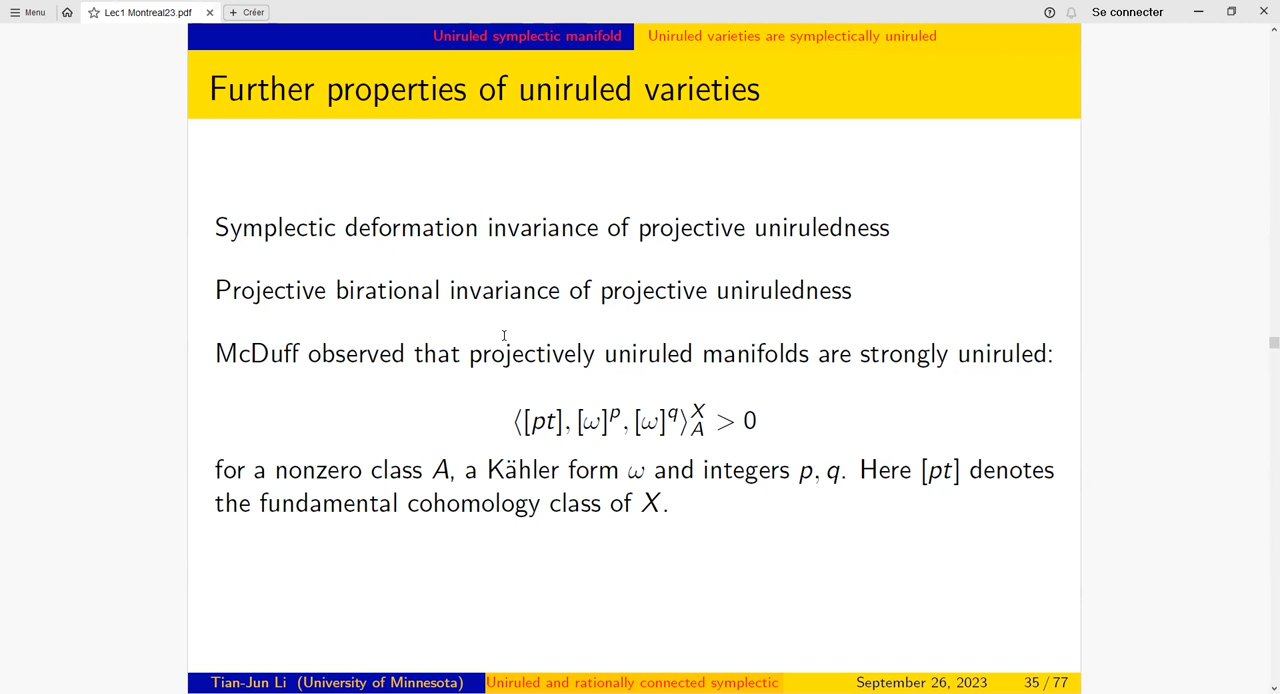 Menu
Lec1 Montreal23.pdf
×
+ Créer
Se connecter
Uniruled symplectic manifold
Uniruled varieties are symplectically uniruled
Further properties of uniruled varieties
Symplectic deformation invariance of projective uniruledness
Projective birational invariance of projective uniruledness
McDuff observed that projectively uniruled manifolds are strongly uniruled:
⟨[pt], [ω]^p, [ω]^q⟩^X_A > 0
for a nonzero class A, a Kähler form ω and integers p, q. Here [pt] denotes
the fundamental cohomology class of X.
Tian-Jun Li (University of Minnesota)
Uniruled and rationally connected symplectic
September 26, 2023
35 / 77